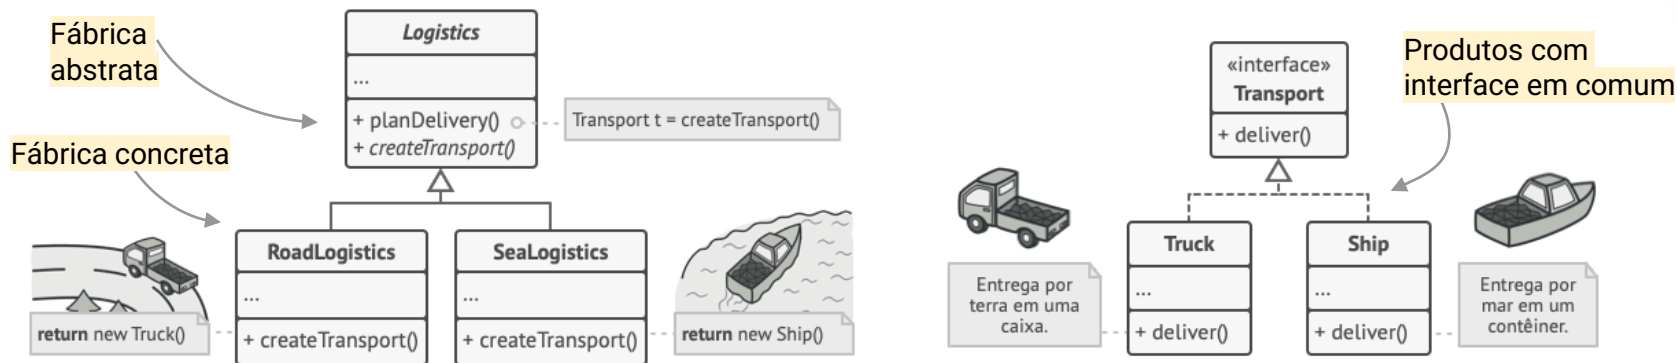 Fábrica
abstrata
Fábrica concreta
Logistics
...
+ planDelivery()
+ createTransport()
Transport t = createTransport()
RoadLogistics
...
+ createTransport()
return new Truck()
SeaLogistics
...
+ createTransport()
return new Ship()
«interface»
Transport
+ deliver()
Produtos com
interface em comum
Truck
...
+ deliver()
Entrega por
terra em uma
caixa.
Ship
...
+ deliver()
Entrega por
mar em um
contêiner.